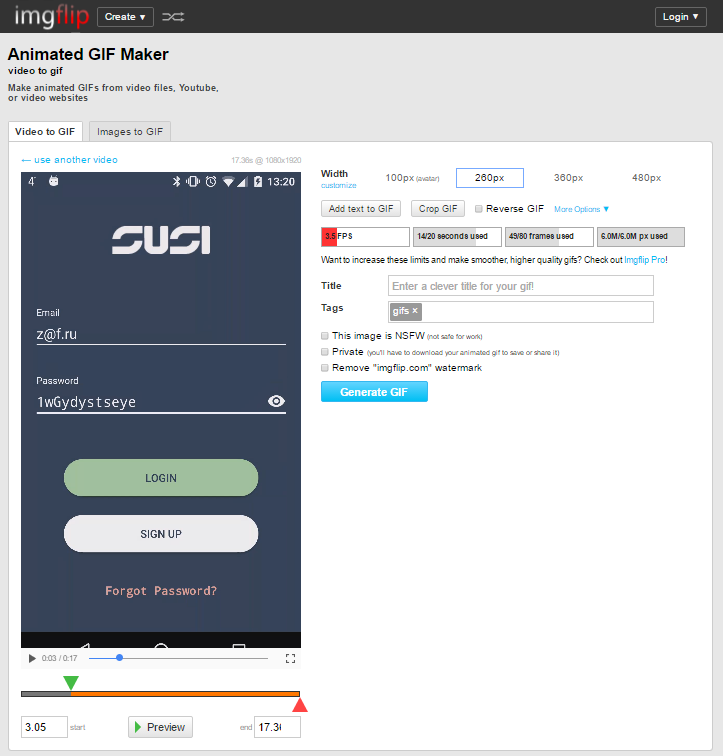 imgflip
Create ▼
Login ▼
Animated GIF Maker
video to gif
Make animated GIFs from video files, Youtube,
or video websites
Video to GIF
Images to GIF
← use another video
17.36s @ 1080x1920
13:20
SUSI
Email
z@f.ru
Password
1wGydystseye
LOGIN
SIGN UP
Forgot Password?
0:03 / 0:17
3.05 start
Preview
end 17.3
Width
customize
100px (avatar)
260px
360px
480px
Add text to GIF
Crop GIF
Reverse GIF
More Options ▼
3.5 FPS
14/20 seconds used
49/80 frames used
6.0M/6.0M px used
Want to increase these limits and make smoother, higher quality gifs? Check out Imgflip Pro!
Title
Enter a clever title for your gif!
Tags
gifs ×
This image is NSFW (not safe for work)
Private (you'll have to download your animated gif to save or share it)
Remove "imgflip.com" watermark
Generate GIF